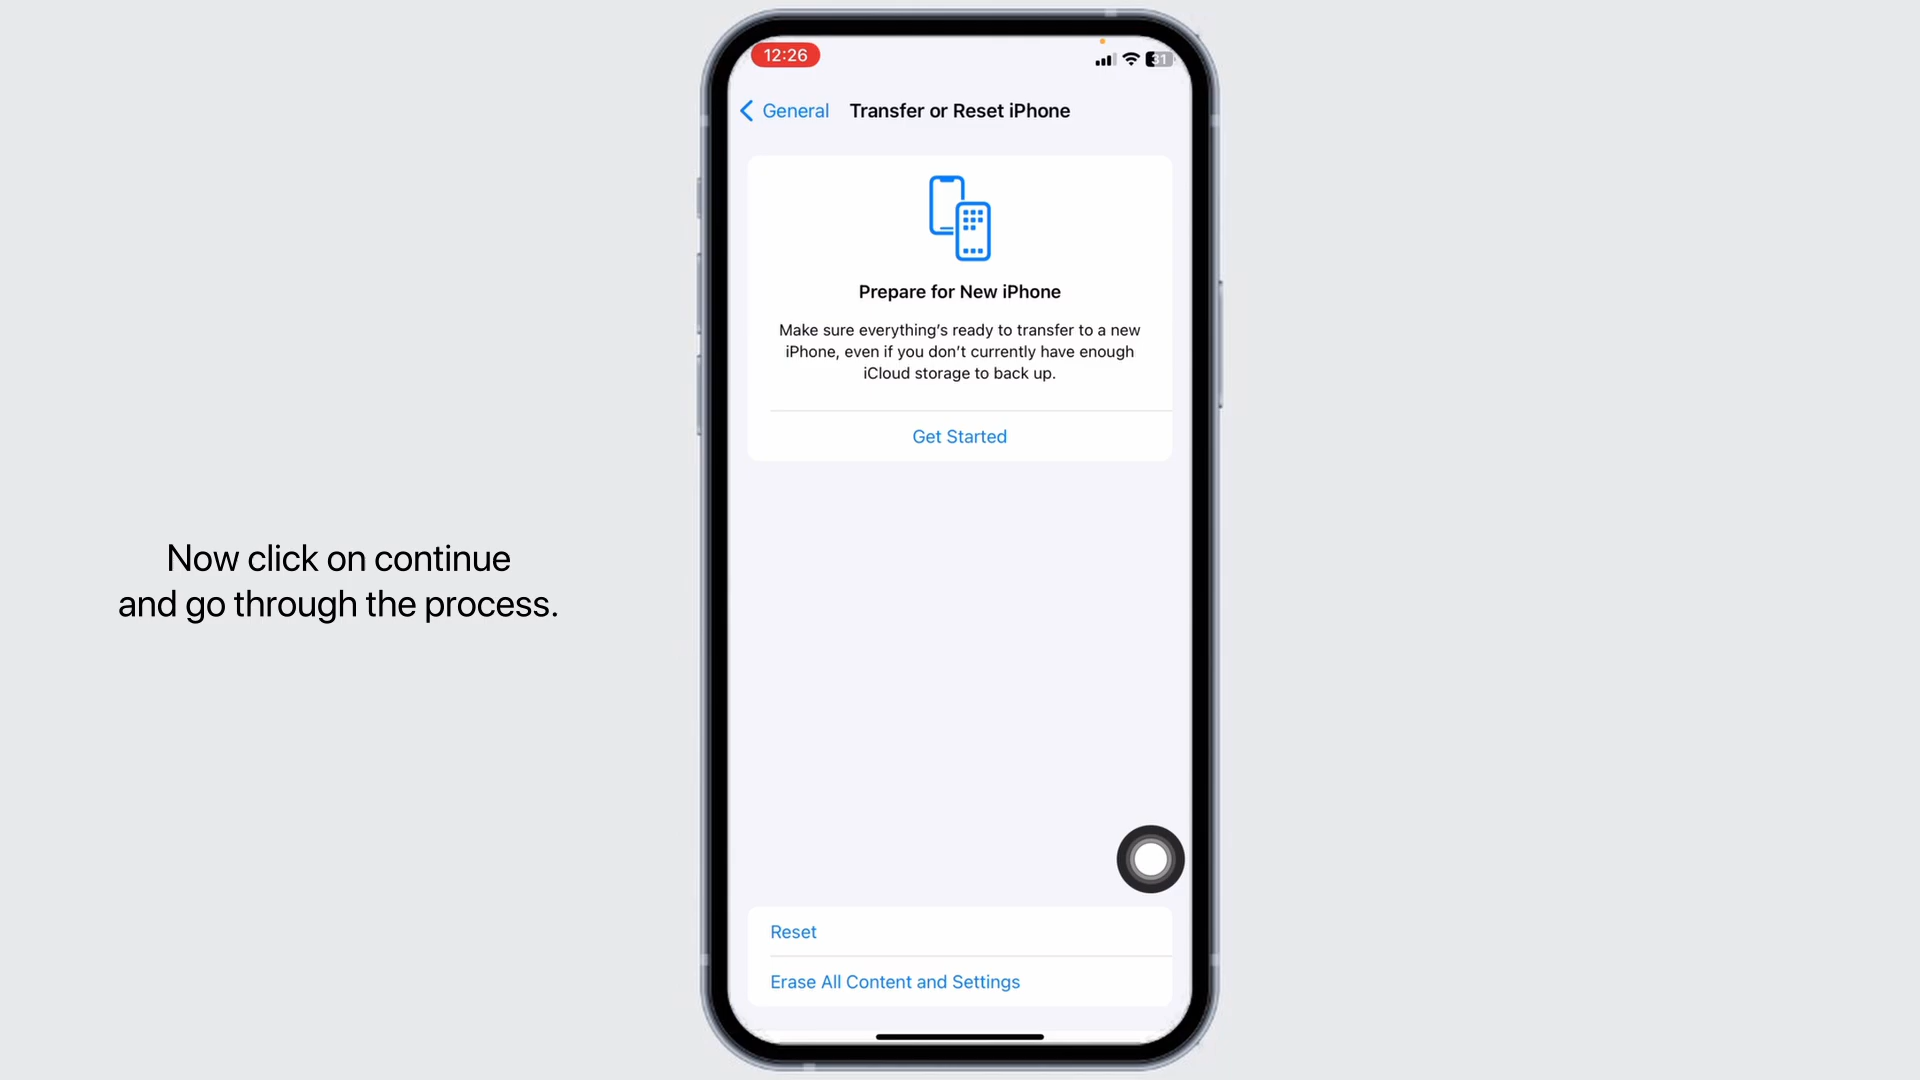 12:26
31
General Transfer or Reset iPhone
Prepare for New iPhone
Make sure everything's ready to transfer to a new
iPhone, even if you don't currently have enough
iCloud storage to back up.
Get Started
Now click on continue
and go through the process.
Reset
Erase All Content and Settings